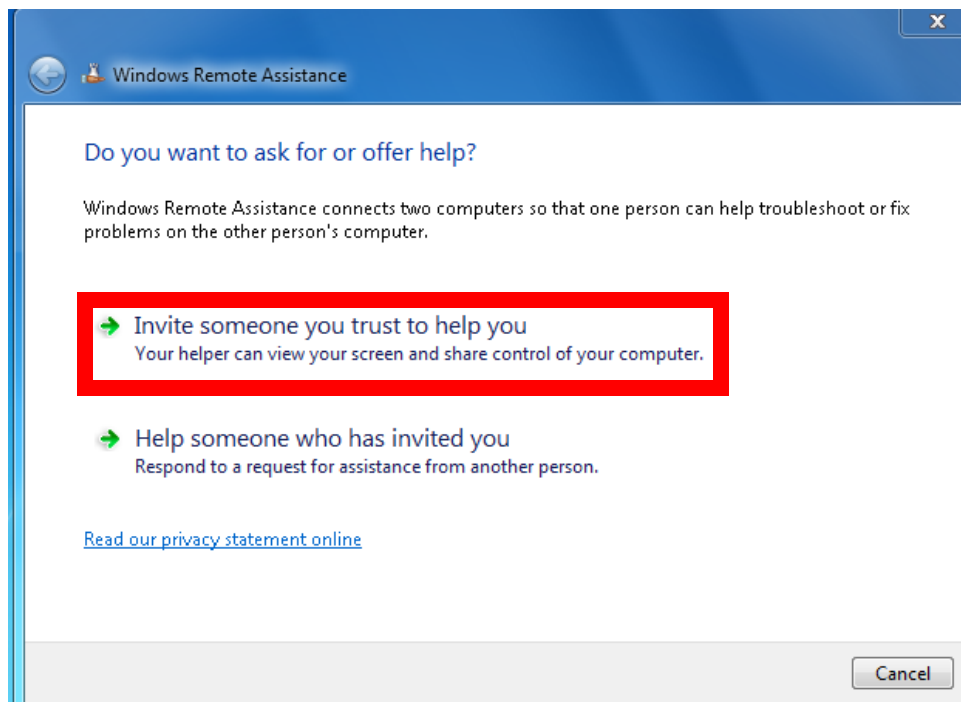 Windows Remote Assistance
Do you want to ask for or offer help?
Windows Remote Assistance connects two computers so that one person can help troubleshoot or fix
problems on the other person's computer.
Invite someone you trust to help you
Your helper can view your screen and share control of your computer.
Help someone who has invited you
Respond to a request for assistance from another person.
Read our privacy statement online
Cancel